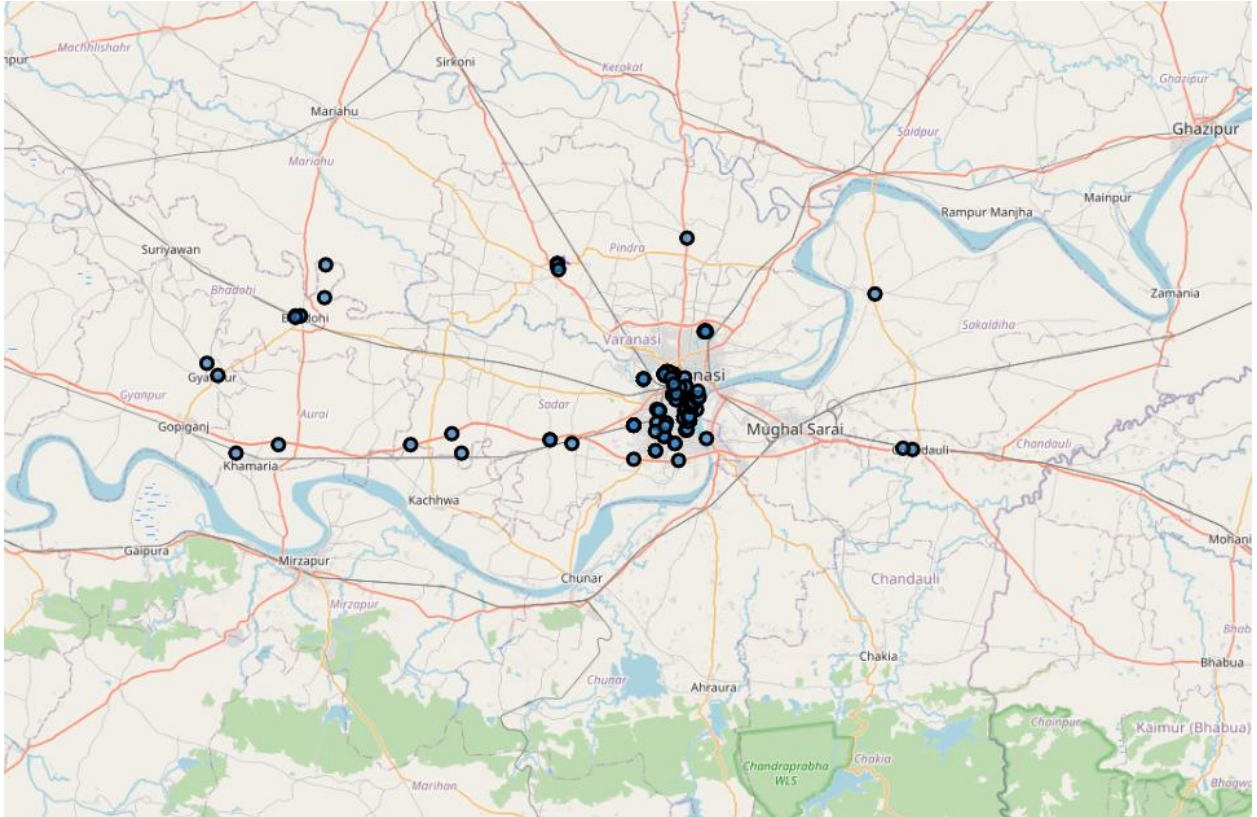 Machhlishahr
Sirkoni
Kerakat
Ghazipur
Mariahu
Ghazipur
Saidpur
Mariahu
Mainpur
Rampur Manjha
Suriyawan
Pindra
Bhadohi
Zamania
Sakaldiha
Varanasi
Gyanpur
Sadar
Aurai
Gopiganj
Mughal Sarai
Chandauli
Khamaria
Kachhwa
Gaipura
Mirzapur
Chunar
Chandauli
Mirzapur
Chakia
Bhabua
Chunar
Ahraura
Chainpur
Kaimur (Bhabua)
Chandraprabha
WLS
Chakia
Marihan